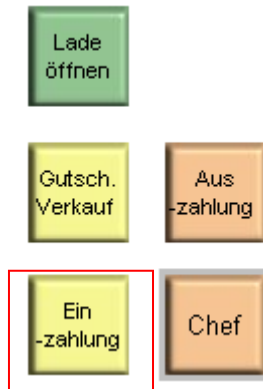 Lade
öffnen
Gutsch.
Verkauf
Aus
-zahlung
Ein
-zahlung
Chef